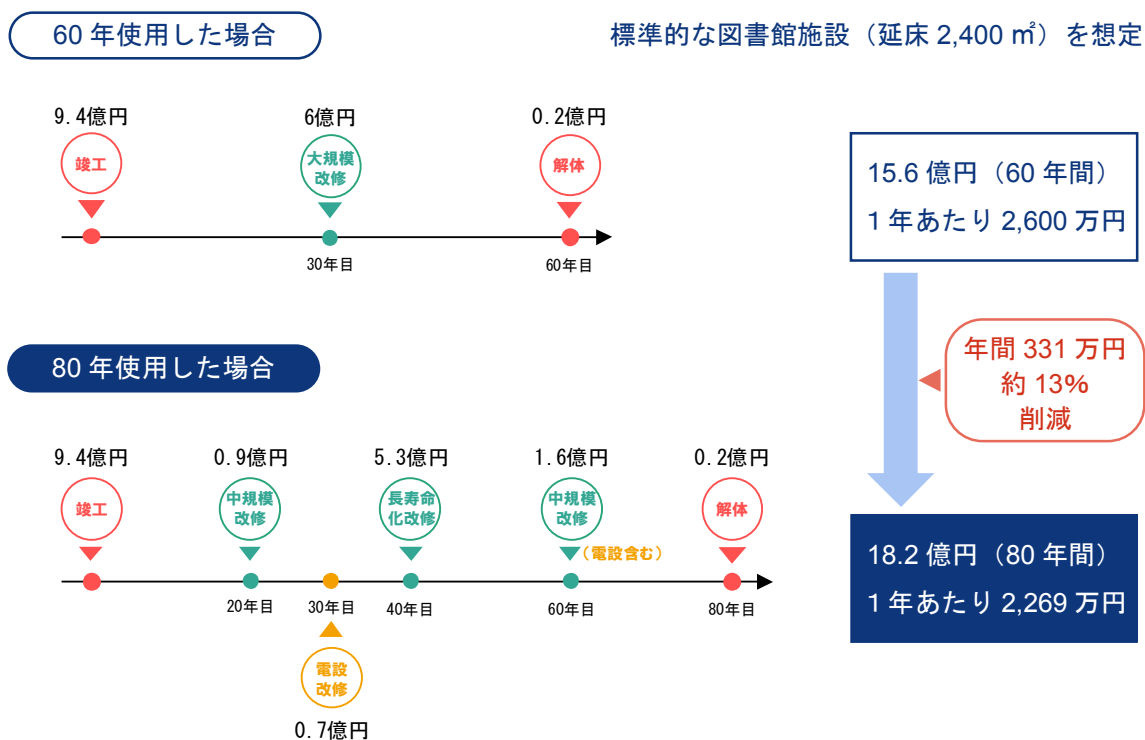 60 年使用した場合
標準的な図書館施設（延床 2,400 ㎡）を想定
9.4億円
6億円
0.2億円
竣工
大規模
改修
解体
30年目
60年目
15.6 億円（60 年間）
1 年あたり 2,600 万円
年間 331 万円
約 13%
削減
80 年使用した場合
9.4億円
0.9億円
5.3億円
1.6億円
0.2億円
竣工
中規模
改修
長寿命
化改修
中規模
改修
解体
（電設含む）
20年目
30年目
40年目
60年目
80年目
電設
改修
0.7億円
18.2 億円（80 年間）
1 年あたり 2,269 万円